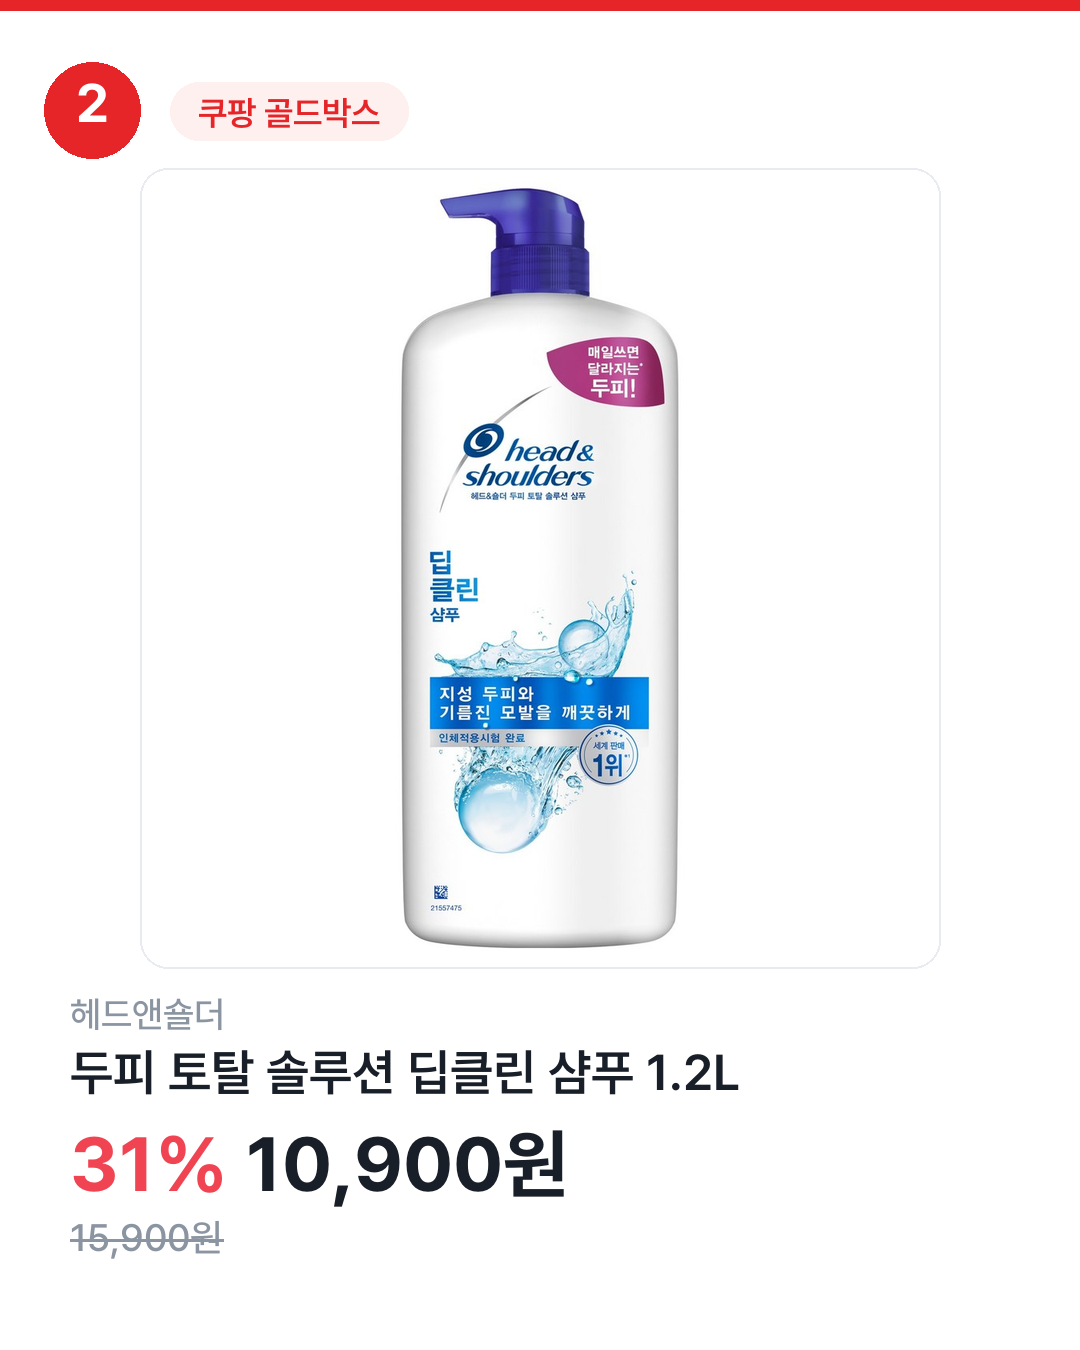 2
쿠팡 골드박스
매일쓰면
달라지는*
두피!
head&
shoulders
헤드&숄더 두피 토탈 솔루션 샴푸
딥
클린
샴푸
지성 두피와
기름진 모발을 깨끗하게
인체적용시험 완료
세계 판매
1위
21557475
헤드앤숄더
두피 토탈 솔루션 딥클린 샴푸 1.2L
31% 10,900원
15,900원